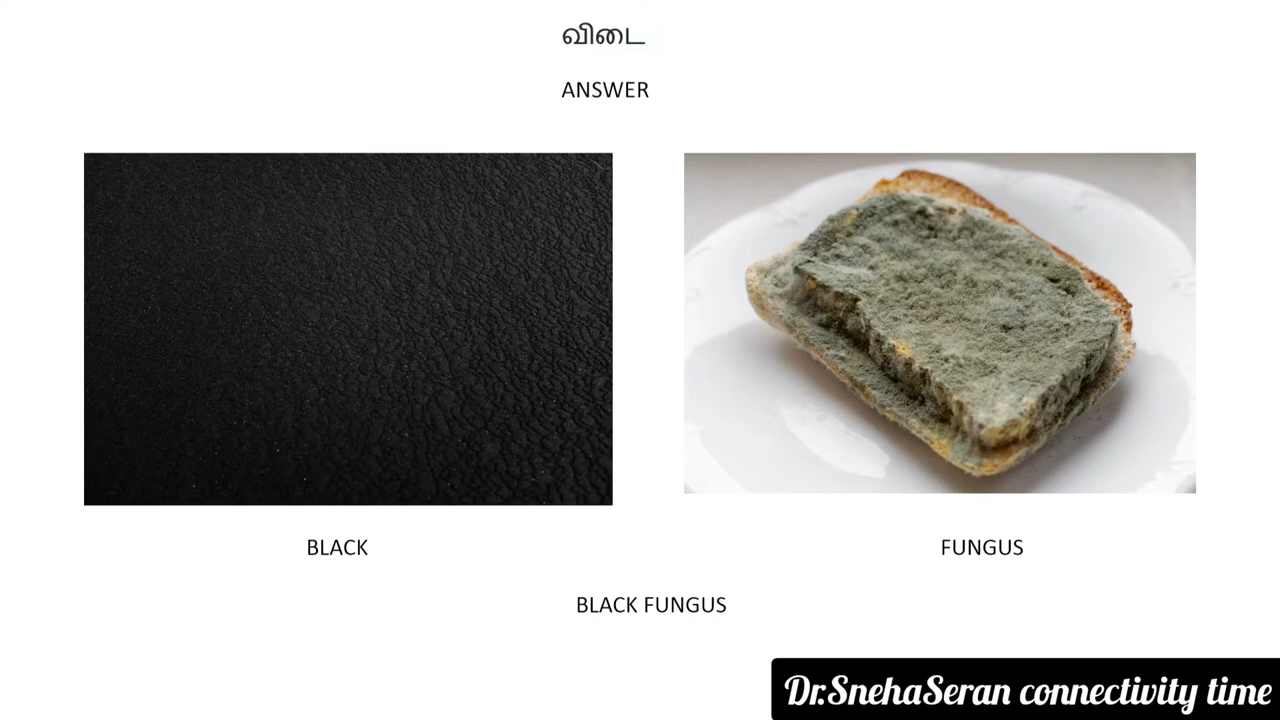 விடை
ANSWER
BLACK
FUNGUS
BLACK FUNGUS
Dr.SnehaSeran connectivity time